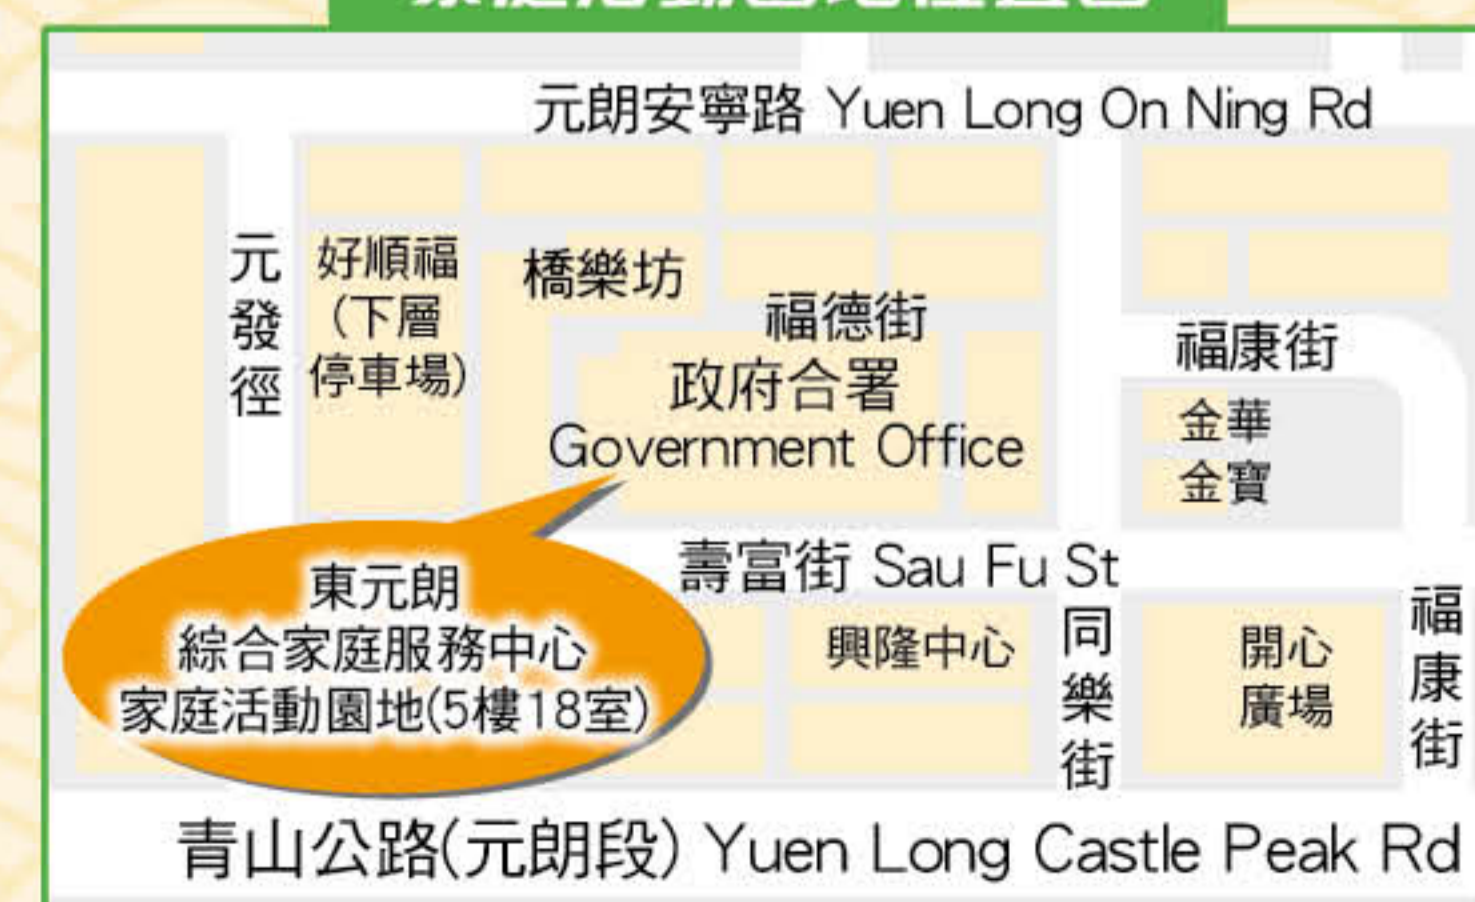 元朗安寧路 Yuen Long On Ning Rd
元發徑
好順福
(下層
停車場)
橋樂坊
福德街
政府合署
Government Office
福康街
金華
金寶
東元朗
綜合家庭服務中心
家庭活動園地(5樓18室)
壽富街 Sau Fu St
興隆中心
同樂街
開心
廣場
福康街
青山公路(元朗段) Yuen Long Castle Peak Rd